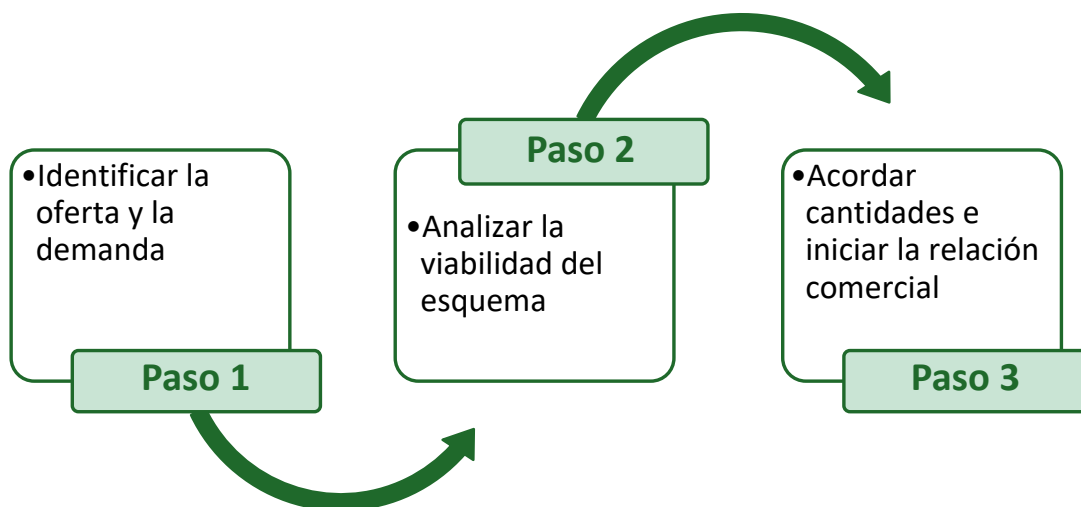 •Identificar la
oferta y la
demanda
Paso 1
Paso 2
•Analizar la
viabilidad del
esquema
•Acordar
cantidades e
iniciar la relación
comercial
Paso 3